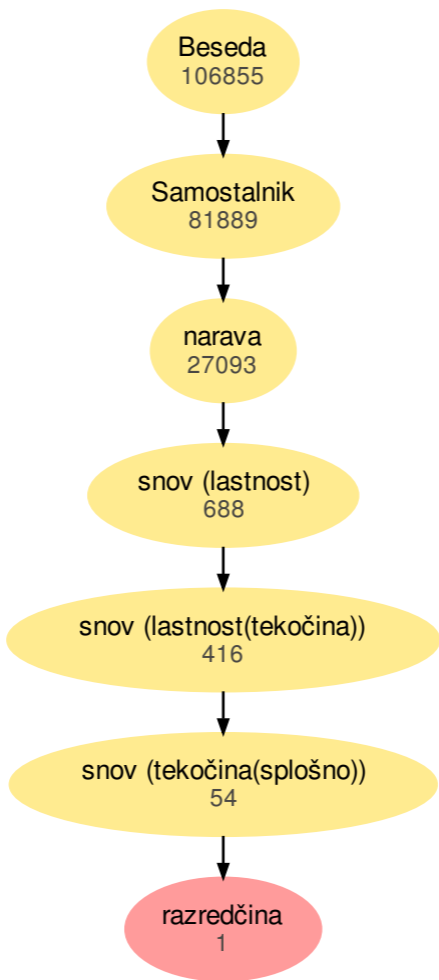 Beseda
106855
Samostalnik
81889
narava
27093
snov (lastnost)
688
snov (lastnost(tekočina))
416
snov (tekočina(splošno))
54
razredčina
1